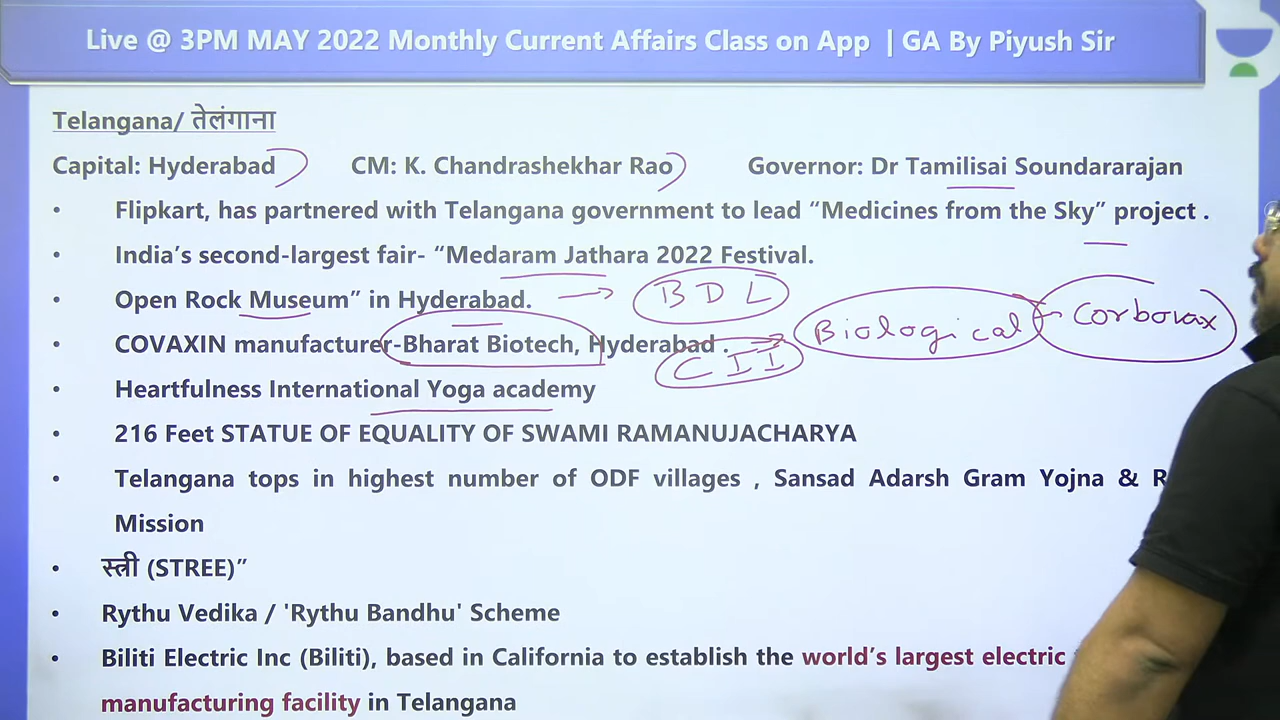 Live @ 3PM MAY 2022 Monthly Current Affairs Class on App | GA By Piyush Sir
Telangana/ तेलंगाना
Capital: Hyderabad CM: K. Chandrashekhar Rao Governor: Dr Tamilisai Soundararajan
• Flipkart, has partnered with Telangana government to lead “Medicines from the Sky” project .
• India’s second-largest fair- “Medaram Jathara 2022 Festival.
• Open Rock Museum” in Hyderabad. → BDL
• COVAXIN manufacturer-Bharat Biotech, Hyderabad . → Biological Corbovax
CII
• Heartfulness International Yoga academy
• 216 Feet STATUE OF EQUALITY OF SWAMI RAMANUJACHARYA
• Telangana tops in highest number of ODF villages , Sansad Adarsh Gram Yojna &
Mission
• स्त्री (STREE)”
• Rythu Vedika / 'Rythu Bandhu' Scheme
• Biliti Electric Inc (Biliti), based in California to establish the world’s largest electric
manufacturing facility in Telangana